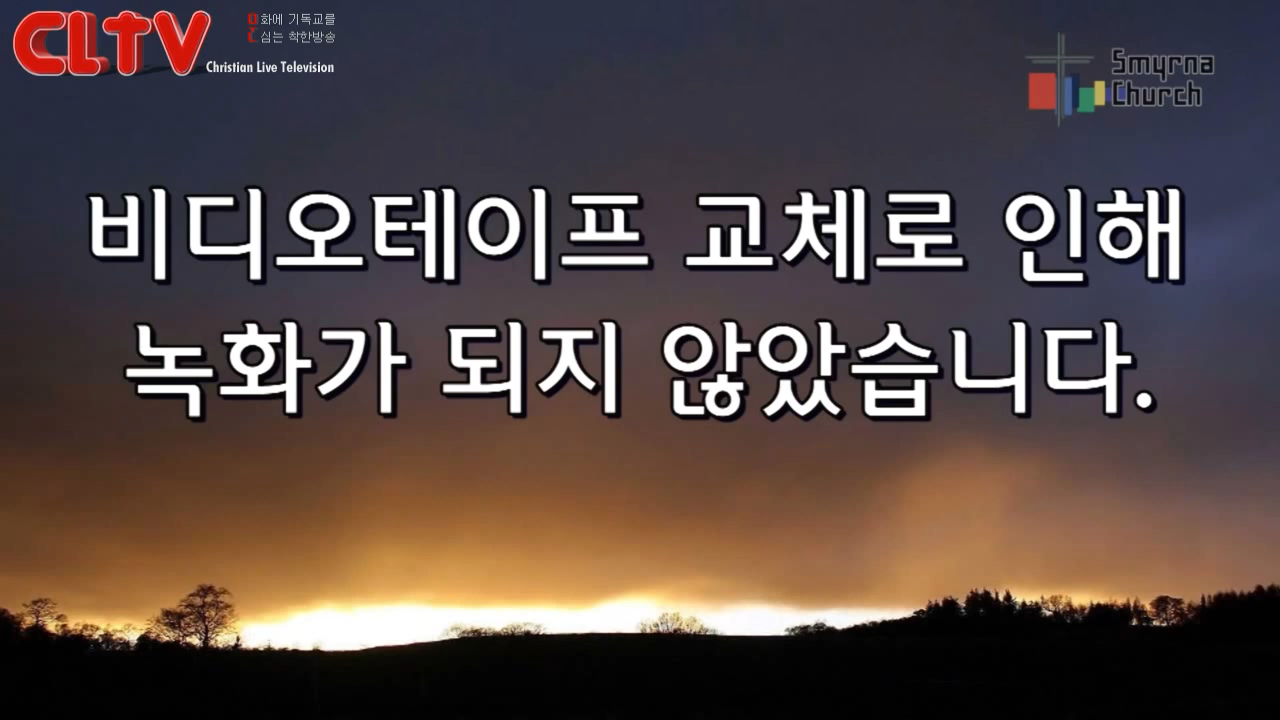 CLTV
화에 기독교를
심는 착한방송
Christian Live Television
Smyrna
Church
비디오테이프 교체로 인해
녹화가 되지 않았습니다.